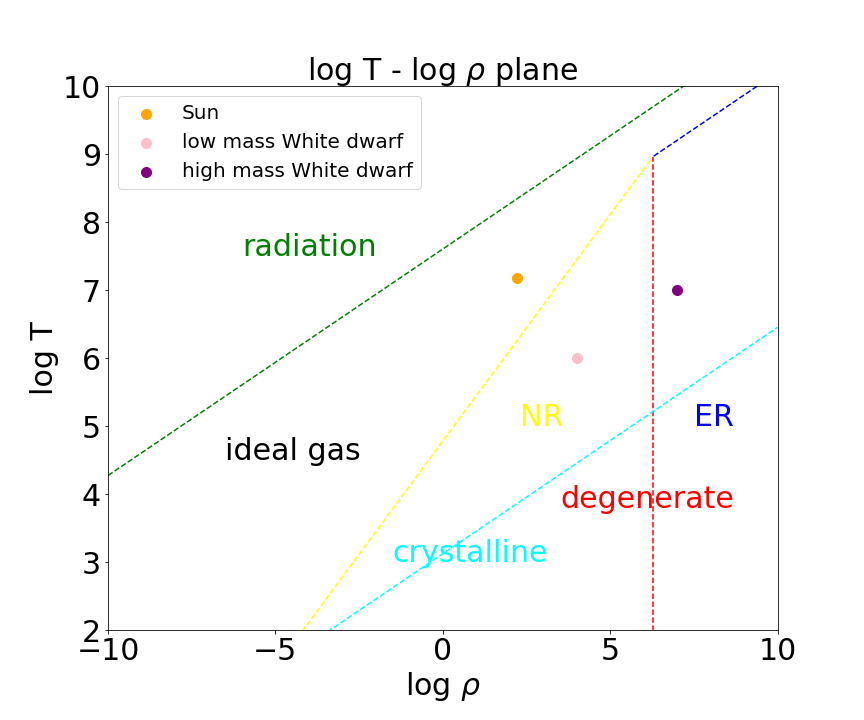 log T - log ρ plane
10
9
8
7
6
5
4
3
2
log T
Sun
low mass White dwarf
high mass White dwarf
radiation
ideal gas
NR
ER
degenerate
crystalline
−10
−5
0
5
10
log ρ